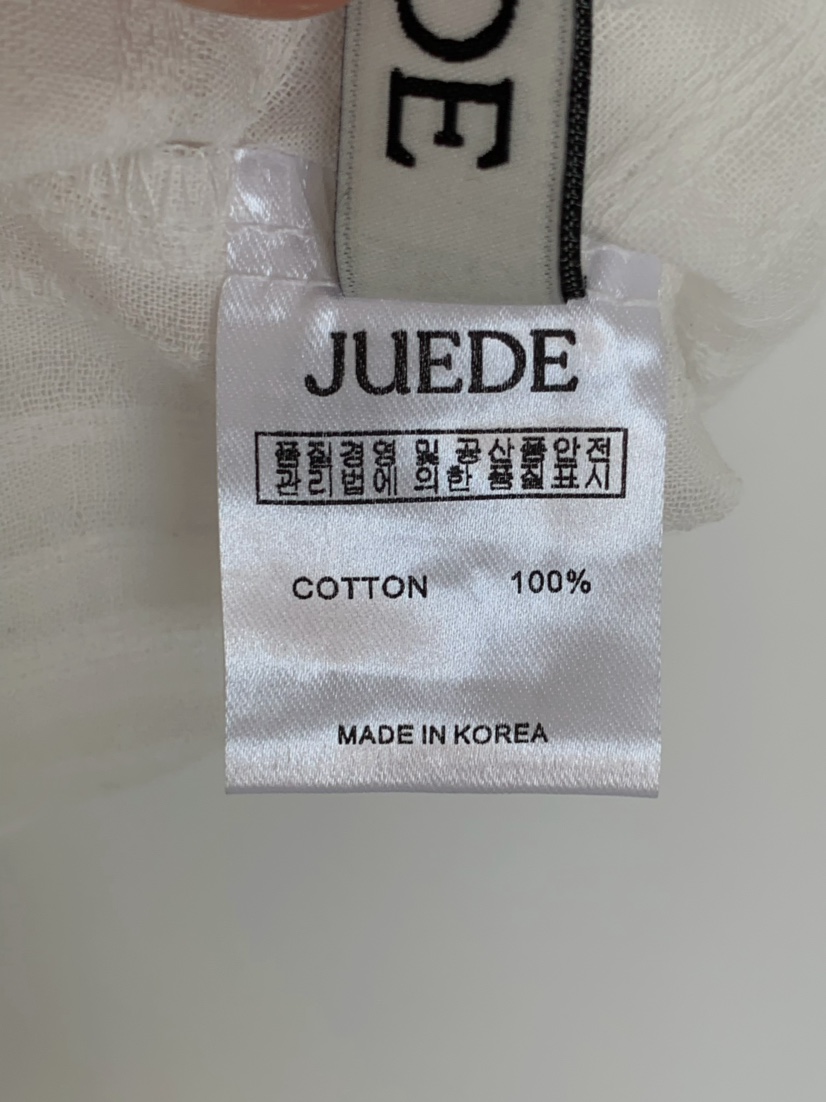 DE
JUEDE
품질경영 및 공산품안전
관리법에 의한 품질표시
COTTON 100%
MADE IN KOREA